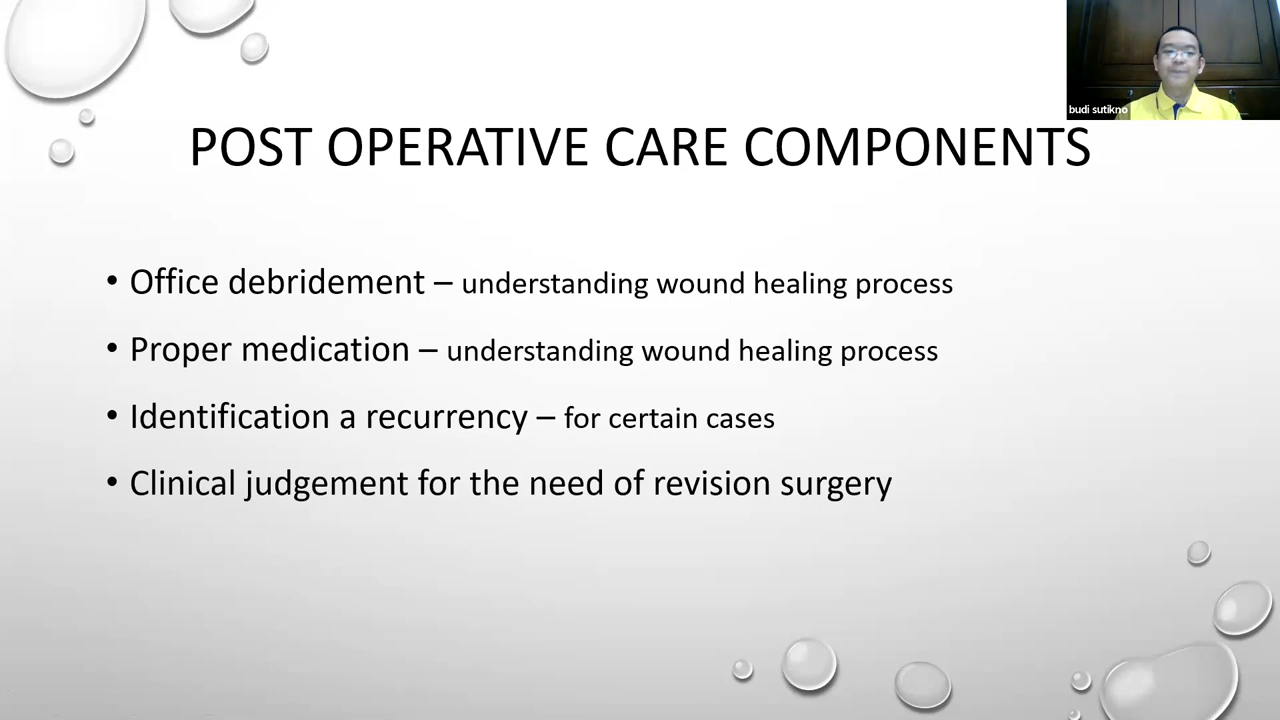 budi sutikno
POST OPERATIVE CARE COMPONENTS
• Office debridement – understanding wound healing process
• Proper medication – understanding wound healing process
• Identification a recurrency – for certain cases
• Clinical judgement for the need of revision surgery